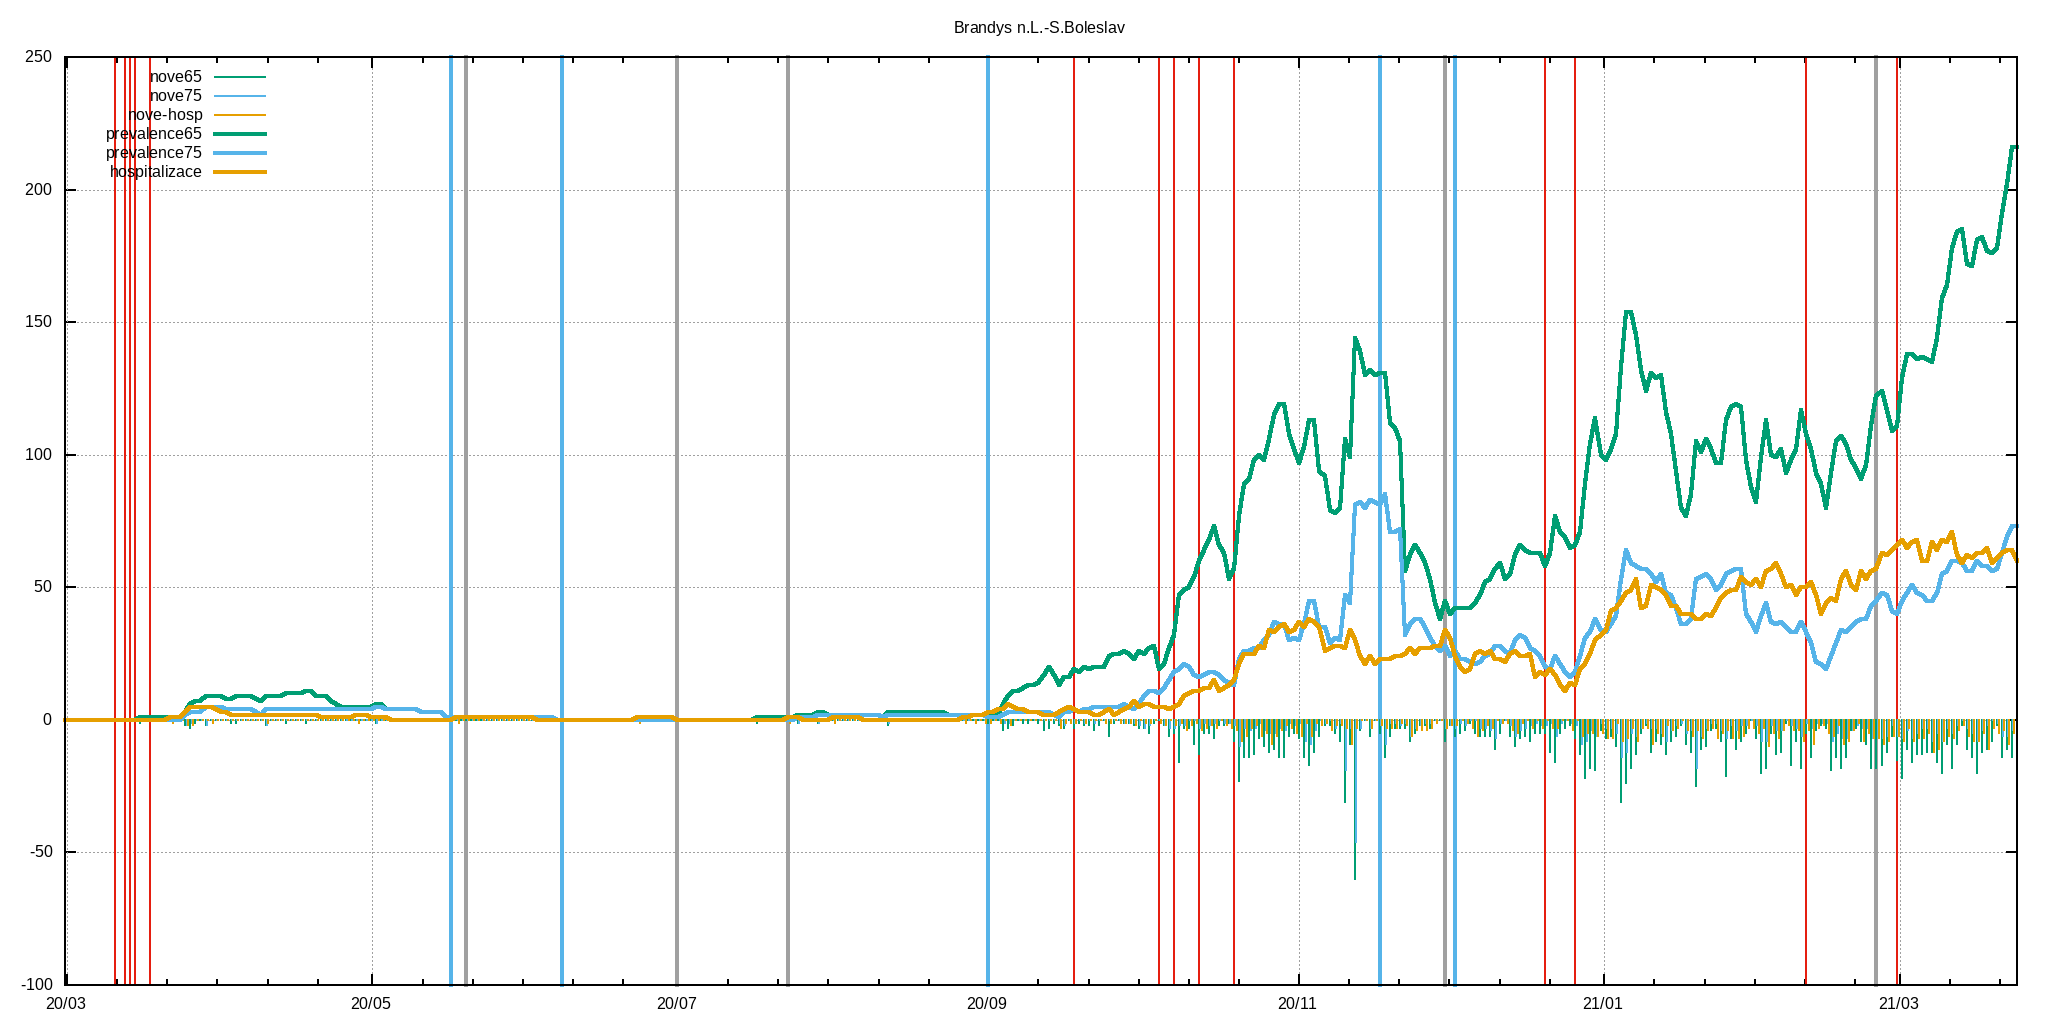 Brandys n.L.-S.Boleslav
250
nove65
nove75
nove-hosp
prevalence65
prevalence75
hospitalizace
200
150
100
50
0
-50
-100
20/03 20/05 20/07 20/09 20/11 21/01 21/03